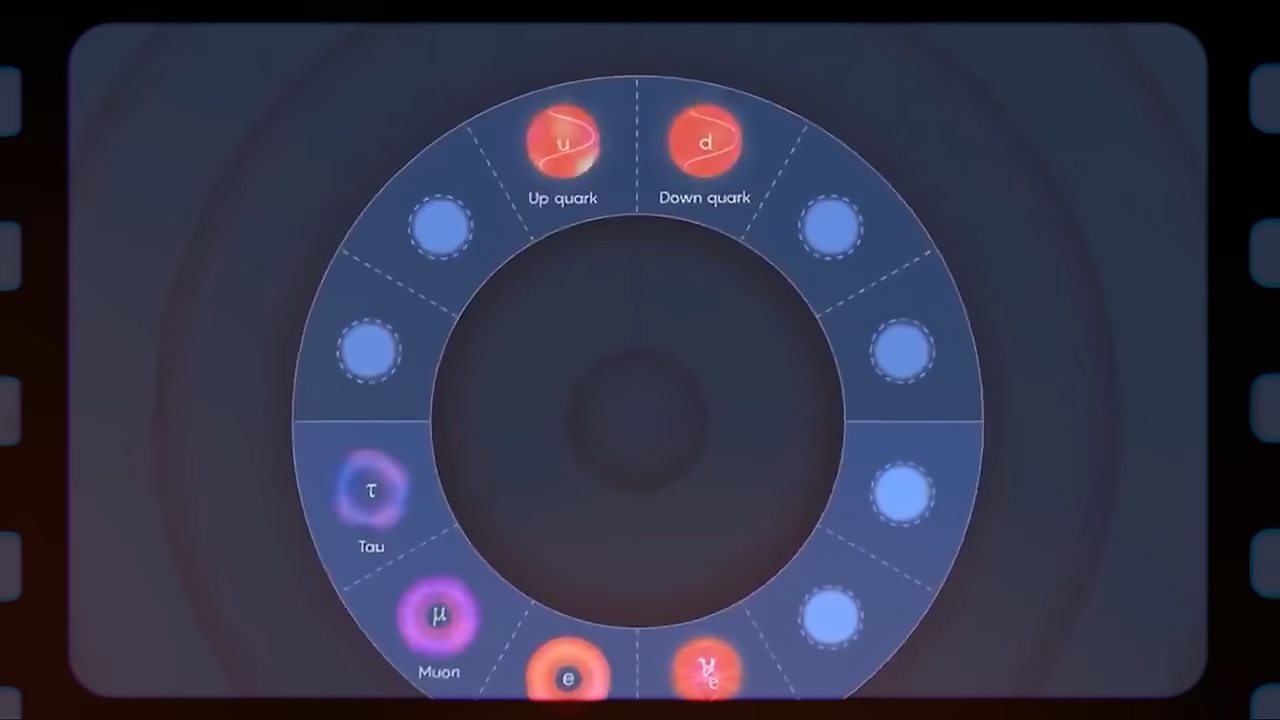 u
d
Up quark
Down quark
τ
Tau
μ
Muon
e
νe